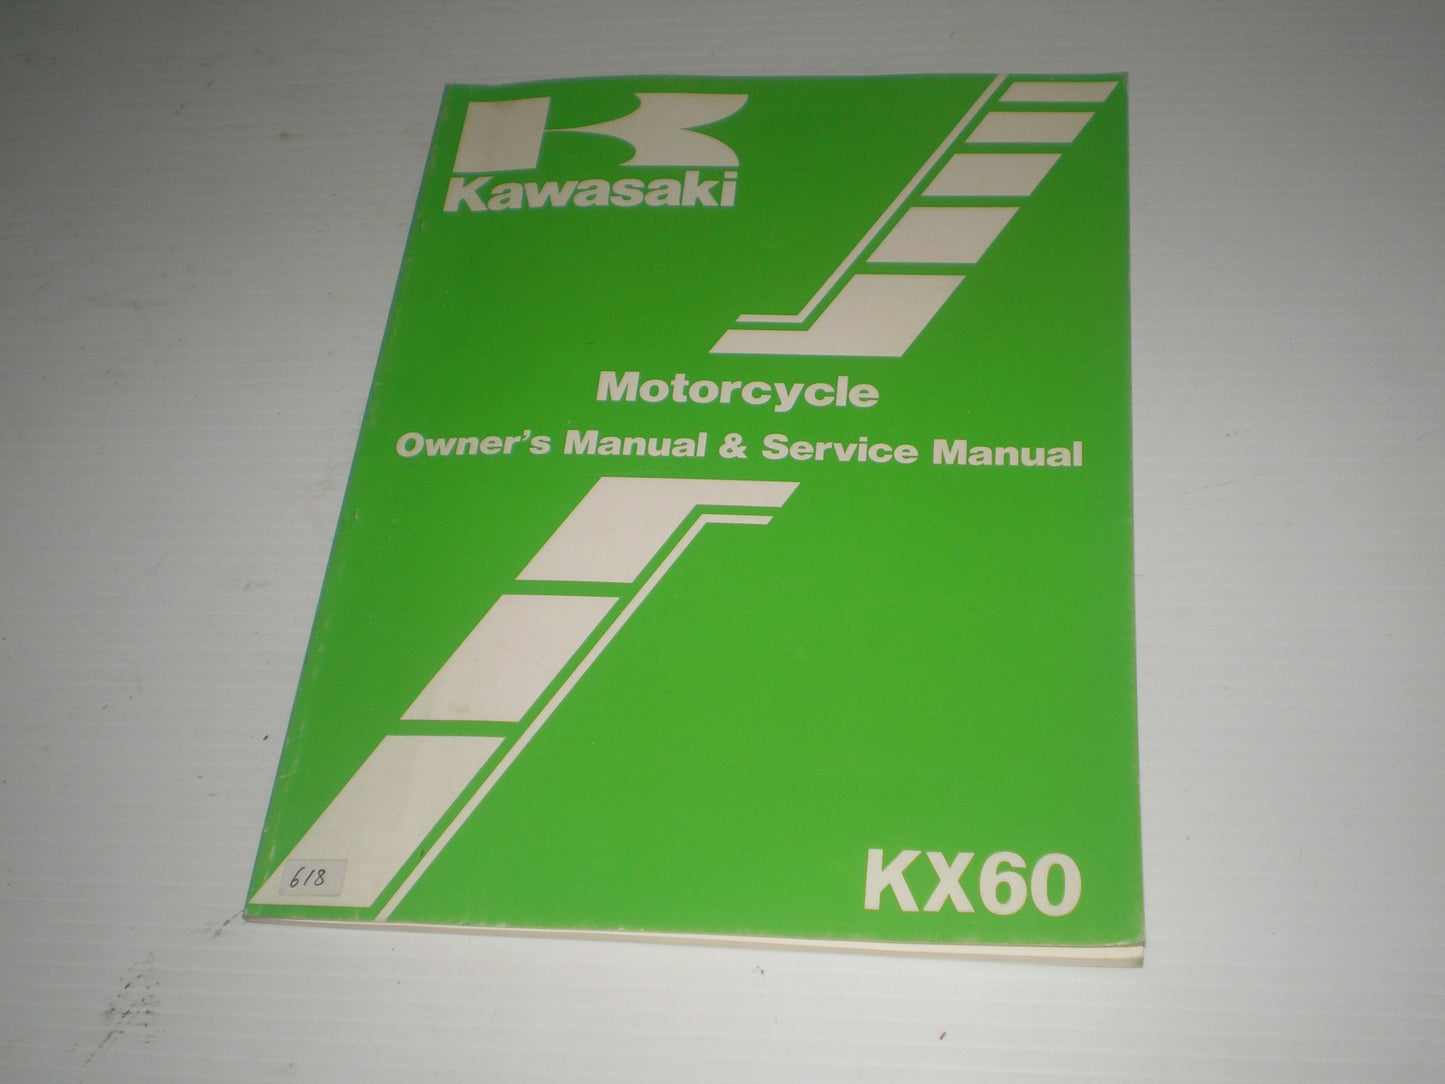 Kawasaki
Motorcycle
Owner's Manual & Service Manual
KX60
618